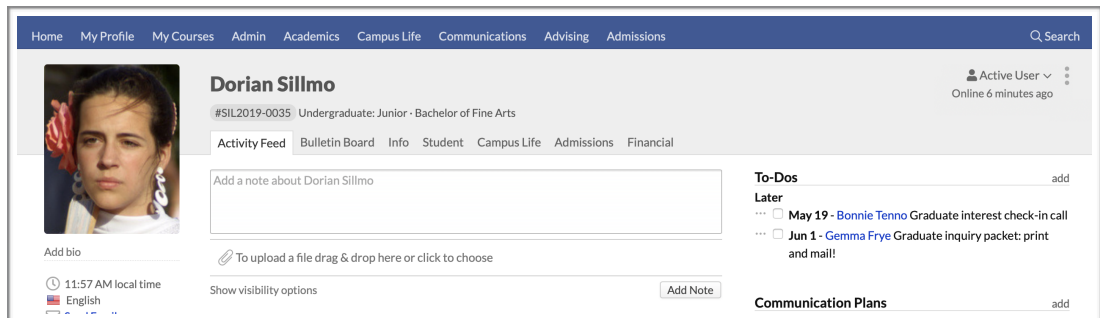 Home My Profile My Courses Admin Academics Campus Life Communications Advising Admissions Search
Dorian Sillmo
Active User
Online 6 minutes ago
#SIL2019-0035 Undergraduate: Junior · Bachelor of Fine Arts
Activity Feed Bulletin Board Info Student Campus Life Admissions Financial
Add a note about Dorian Sillmo
To upload a file drag & drop here or click to choose
Show visibility options Add Note
Add bio
11:57 AM local time
English
To-Dos add
Later
May 19 - Bonnie Tenno Graduate interest check-in call
Jun 1 - Gemma Frye Graduate inquiry packet: print
and mail!
Communication Plans add